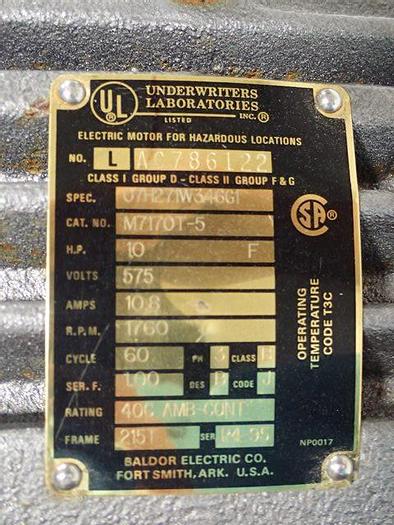 UL
UNDERWRITERS
LABORATORIES
LISTED INC.®
ELECTRIC MOTOR FOR HAZARDOUS LOCATIONS
NO. L AC786122
CLASS I GROUP D - CLASS II GROUP F & G
SPEC. 07H271W346G1
CAT. NO. M7170T-5
H.P. 10 F
VOLTS 575
AMPS 10.8
R.P.M. 1760
CYCLE 60 PH 3 CLASS B
SER. F. 1.00 DES B CODE J
RATING 40C AMB-CONT
FRAME 215T SER
BALDOR ELECTRIC CO.
FORT SMITH, ARK. U.S.A.
NP0017
OPERATING
TEMPERATURE
CODE T3C
SA